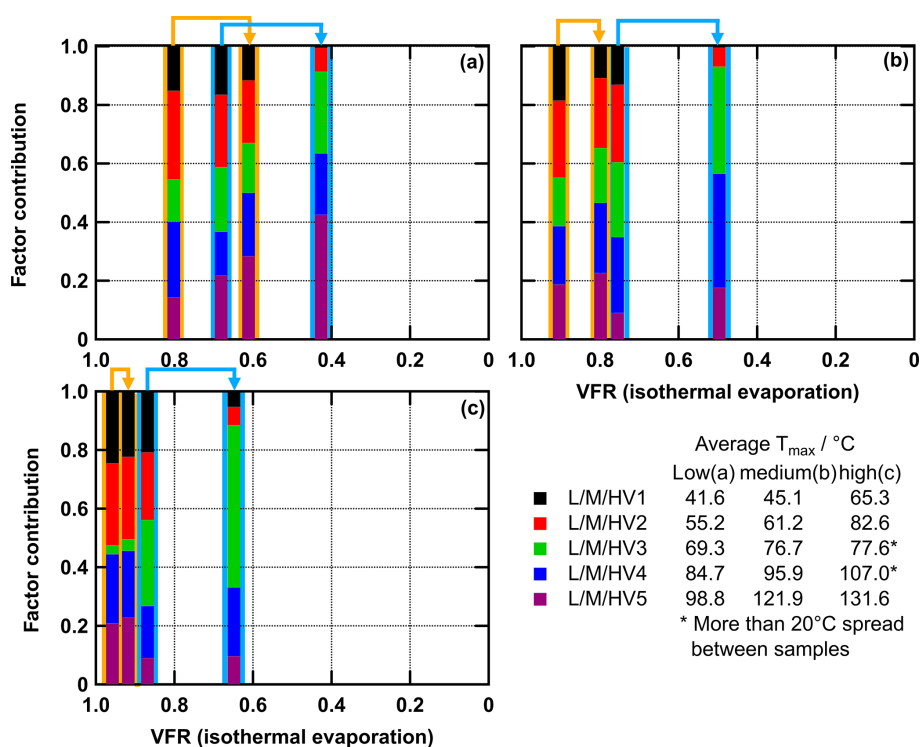 (a)
1.0
0.8
0.6
0.4
0.2
0
Factor contribution
1.0 0.8 0.6 0.4 0.2 0
(b)
1.0 0.8 0.6 0.4 0.2 0
VFR (isothermal evaporation)
(c)
1.0
0.8
0.6
0.4
0.2
0
Factor contribution
1.0 0.8 0.6 0.4 0.2 0
VFR (isothermal evaporation)
Average Tmax / °C
Low(a) medium(b) high(c)
L/M/HV1 41.6 45.1 65.3
L/M/HV2 55.2 61.2 82.6
L/M/HV3 69.3 76.7 77.6*
L/M/HV4 84.7 95.9 107.0*
L/M/HV5 98.8 121.9 131.6
* More than 20°C spread
between samples